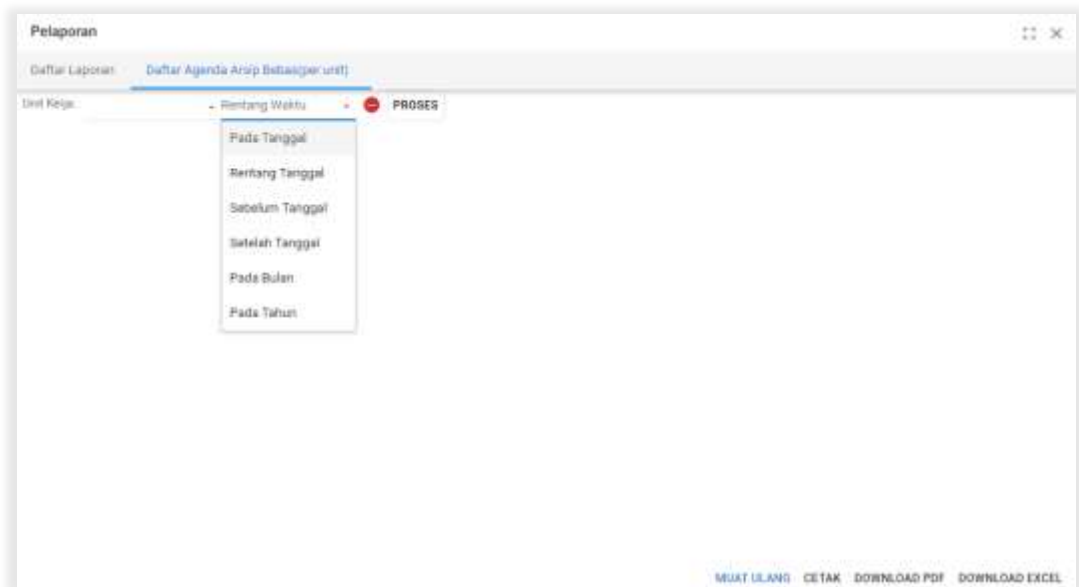 Pelaporan
Daftar Laporan Daftar Agenda Arsip Bebas(per unit)
Unit Kerja: Rentang Waktu PROSES
Pada Tanggal
Rentang Tanggal
Sebelum Tanggal
Setelah Tanggal
Pada Bulan
Pada Tahun
MUAT ULANG CETAK DOWNLOAD PDF DOWNLOAD EXCEL